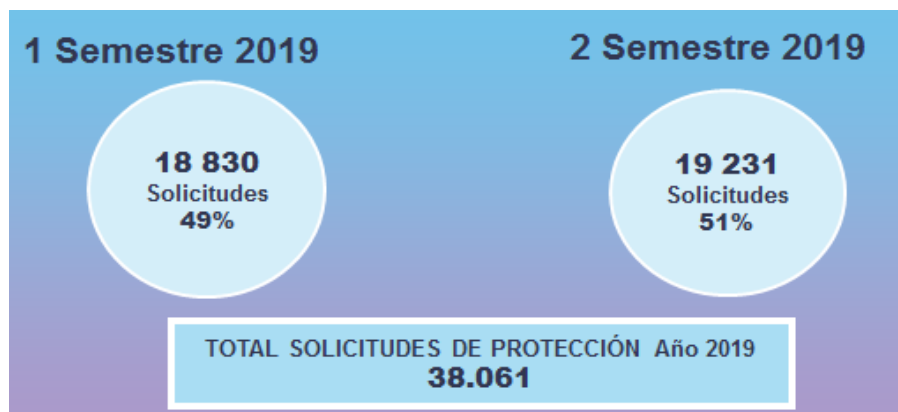 1 Semestre 2019
18 830
Solicitudes
49%
2 Semestre 2019
19 231
Solicitudes
51%
TOTAL SOLICITUDES DE PROTECCIÓN Año 2019
38.061